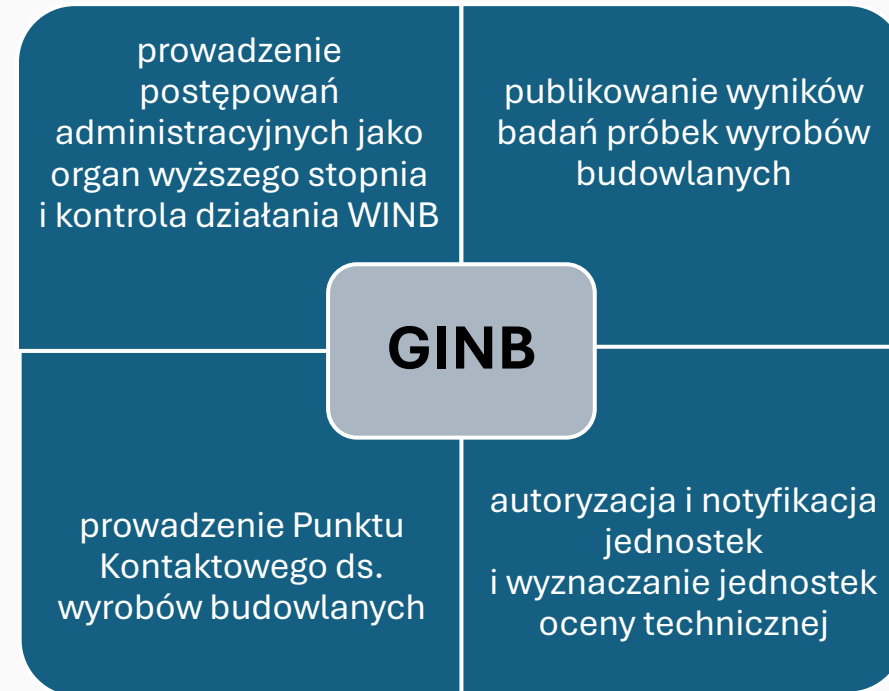 prowadzenie
postępowań
administracyjnych jako
organ wyższego stopnia
i kontrola działania WINB
publikowanie wyników
badań próbek wyrobów
budowlanych
GINB
prowadzenie Punktu
Kontaktowego ds.
wyrobów budowlanych
autoryzacja i notyfikacja
jednostek
i wyznaczanie jednostek
oceny technicznej